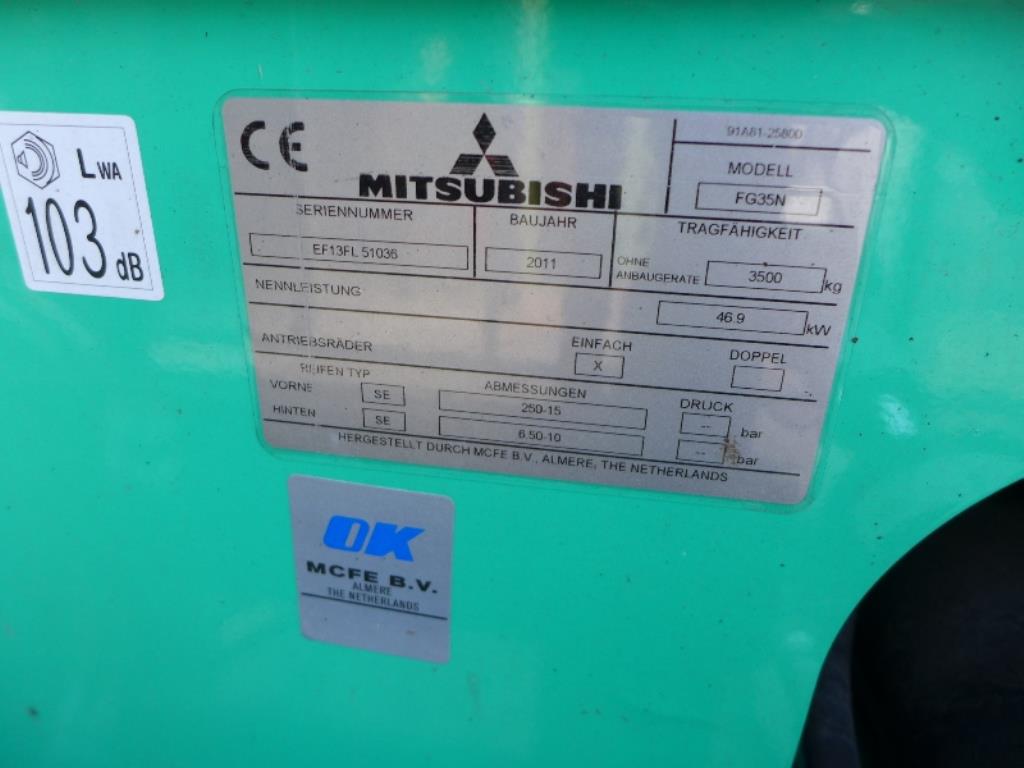 LWA
103 dB
CE
MITSUBISHI
91A81-25800
MODELL
FG35N
SERIENNUMMER
EF13FL 51036
BAUJAHR
2011
TRAGFÄHIGKEIT
OHNE
ANBAUGERATE 3500 kg
NENNLEISTUNG 46.9 kW
ANTRIEBSRÄDER EINFACH X DOPPEL
REIFEN TYP ABMESSUNGEN DRUCK
VORNE SE 250-15 -- bar
HINTEN SE 6.50-10 -- bar
HERGESTELLT DURCH MCFE B.V., ALMERE, THE NETHERLANDS
OK
MCFE B.V.
ALMERE
THE NETHERLANDS